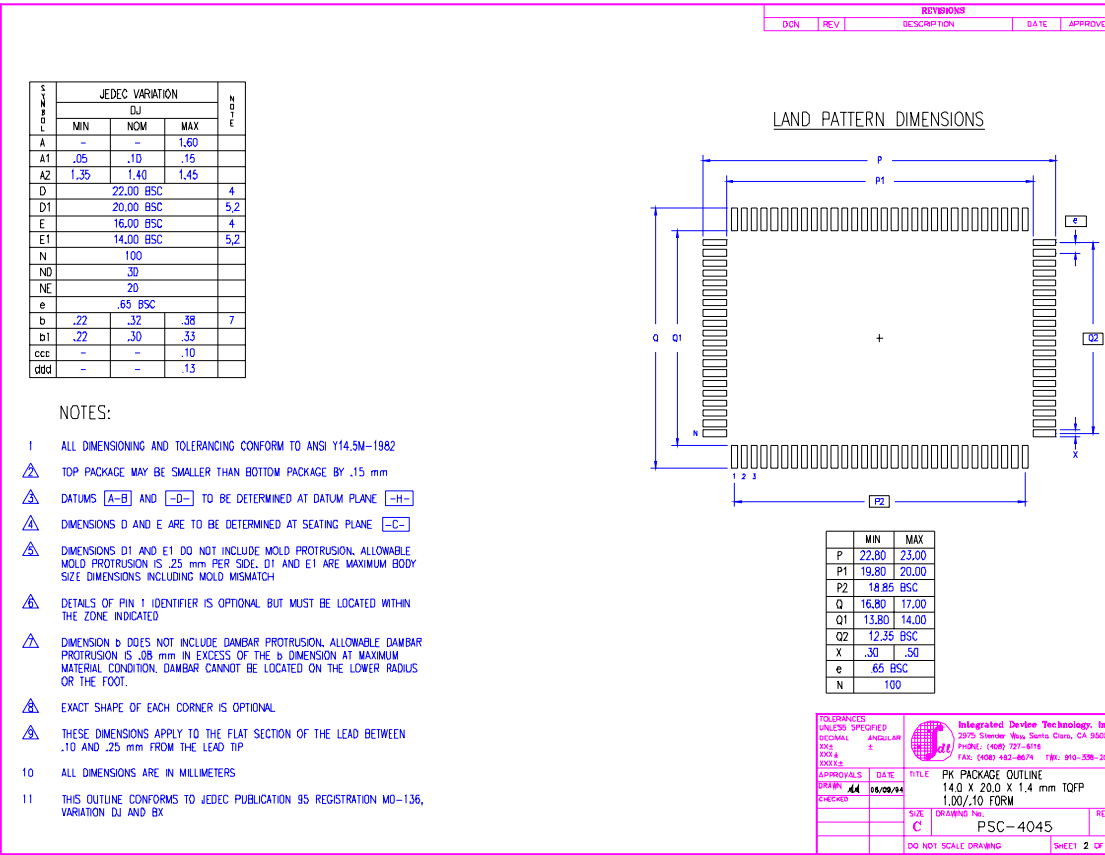 REVISIONS
DCN REV DESCRIPTION DATE APPROVE
SYMBOL JEDEC VARIATION NOTE
DJ
MIN NOM MAX
A - - 1.60
A1 .05 .10 .15
A2 1.35 1.40 1.45
D 22.00 BSC 4
D1 20.00 BSC 5,2
E 16.00 BSC 4
E1 14.00 BSC 5,2
N 100
ND 30
NE 20
e .65 BSC
b .22 .32 .38 7
b1 .22 .30 .33
ccc - - .10
ddd - - .13
NOTES:
1 ALL DIMENSIONING AND TOLERANCING CONFORM TO ANSI Y14.5M-1982
2 TOP PACKAGE MAY BE SMALLER THAN BOTTOM PACKAGE BY .15 mm
3 DATUMS A-B AND -D- TO BE DETERMINED AT DATUM PLANE -H-
4 DIMENSIONS D AND E ARE TO BE DETERMINED AT SEATING PLANE -C-
5 DIMENSIONS D1 AND E1 DO NOT INCLUDE MOLD PROTRUSION. ALLOWABLE
MOLD PROTRUSION IS .25 mm PER SIDE. D1 AND E1 ARE MAXIMUM BODY
SIZE DIMENSIONS INCLUDING MOLD MISMATCH
6 DETAILS OF PIN 1 IDENTIFIER IS OPTIONAL BUT MUST BE LOCATED WITHIN
THE ZONE INDICATED
7 DIMENSION b DOES NOT INCLUDE DAMBAR PROTRUSION. ALLOWABLE DAMBAR
PROTRUSION IS .08 mm IN EXCESS OF THE b DIMENSION AT MAXIMUM
MATERIAL CONDITION. DAMBAR CANNOT BE LOCATED ON THE LOWER RADIUS
OR THE FOOT.
8 EXACT SHAPE OF EACH CORNER IS OPTIONAL
9 THESE DIMENSIONS APPLY TO THE FLAT SECTION OF THE LEAD BETWEEN
.10 AND .25 mm FROM THE LEAD TIP
10 ALL DIMENSIONS ARE IN MILLIMETERS
11 THIS OUTLINE CONFORMS TO JEDEC PUBLICATION 95 REGISTRATION MO-136,
VARIATION DJ AND BX
LAND PATTERN DIMENSIONS
P
P1
e
Q Q1 Q2
N
X
1 2 3
P2
MIN MAX
P 22.80 23.00
P1 19.80 20.00
P2 18.85 BSC
Q 16.80 17.00
Q1 13.80 14.00
Q2 12.35 BSC
X .30 .50
e .65 BSC
N 100
TOLERANCES
UNLESS SPECIFIED
DECIMAL ANGULAR
XX± ±
XXX±
XXXX±
APPROVALS DATE
DRAWN 06/09/94
CHECKED
idt
Integrated Device Technology, In
2975 Stender Way, Santa Clara, CA 9505
PHONE: (408) 727-6116
FAX: (408) 492-8674 TWX: 910-338-20
TITLE PK PACKAGE OUTLINE
14.0 X 20.0 X 1.4 mm TQFP
1.00/.10 FORM
SIZE DRAWING No. RE
C PSC-4045
DO NOT SCALE DRAWING SHEET 2 OF